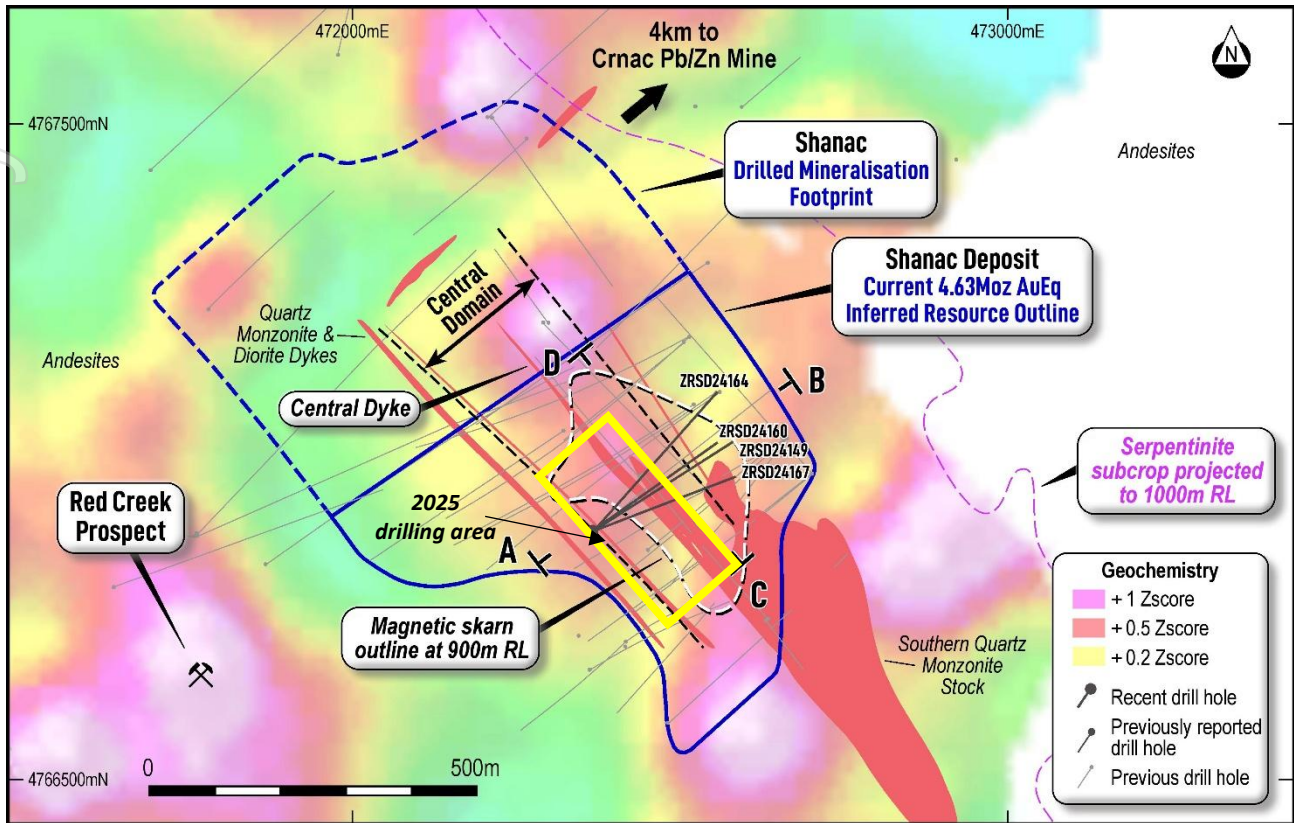 472000mE
473000mE
N
4km to
Crnac Pb/Zn Mine
4767500mN
Shanac
Drilled Mineralisation
Footprint
Andesites
Shanac Deposit
Current 4.63Moz AuEq
Inferred Resource Outline
Central
Domain
Quartz
Monzonite &
Diorite Dykes
Andesites
D
B
ZRSD24164
Central Dyke
ZRSD24160
ZRSD24149
ZRSD24167
Serpentinite
subcrop projected
to 1000m RL
Red Creek
Prospect
2025
drilling area
A
C
Magnetic skarn
outline at 900m RL
Southern Quartz
Monzonite
Stock
Geochemistry
+ 1 Zscore
+ 0.5 Zscore
+ 0.2 Zscore
Recent drill hole
Previously reported
drill hole
Previous drill hole
0
500m
4766500mN